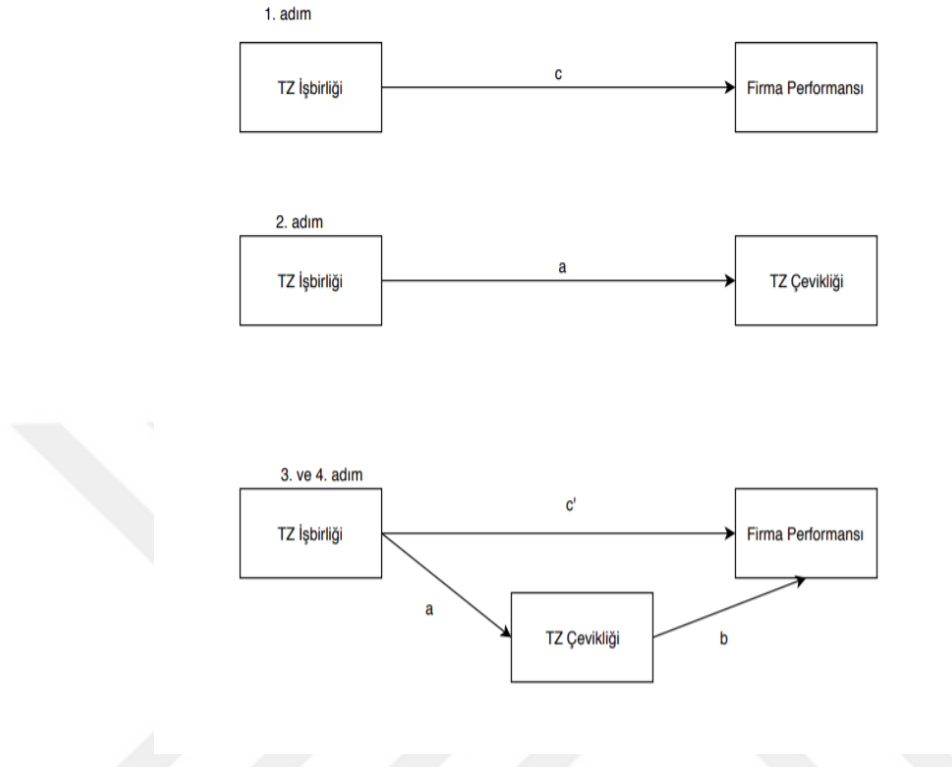 1. adım
TZ İşbirliği
c
Firma Performansı
2. adım
TZ İşbirliği
a
TZ Çevikliği
3. ve 4. adım
TZ İşbirliği
c'
Firma Performansı
a
TZ Çevikliği
b